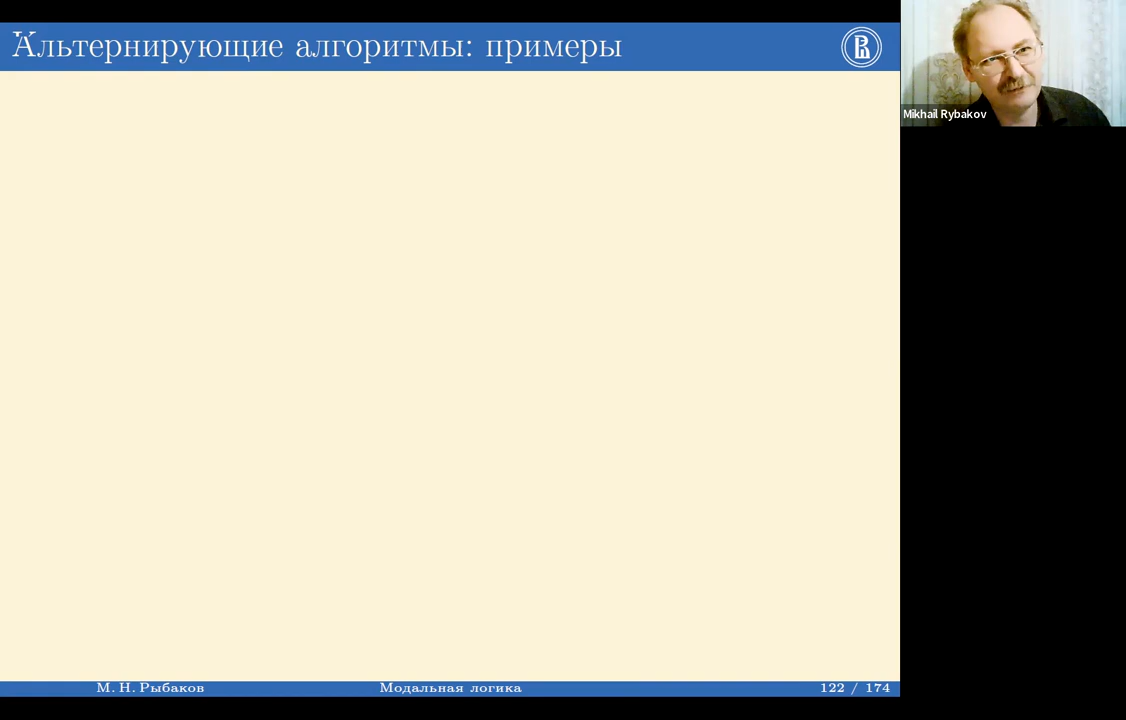 Альтернирующие алгоритмы: примеры
Mikhail Rybakov
М. Н. Рыбаков
Модальная логика
122 / 174